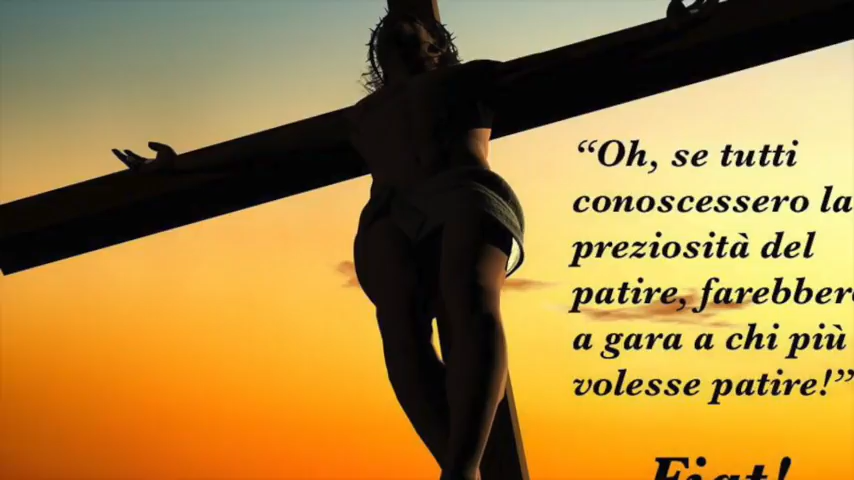 “Oh, se tutti
conoscessero la
preziosità del
patire, farebber
a gara a chi più
volesse patire!”
Fiat!